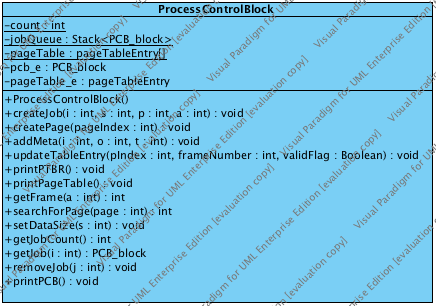 ProcessControlBlock
-count : int
-jobQueue : Stack<PCB_block>
-pageTable : pageTableEntry[]
-pcb_e : PCB_block
-pageTable_e : pageTableEntry
+ProcessControlBlock()
+createJob(i : int, s : int, p : int, a : int) : void
+createPage(pageIndex : int) : void
+addMeta(i : int, o : int, t : int) : void
+updateTableEntry(pIndex : int, frameNumber : int, validFlag : Boolean) : void
+printPTBR() : void
+printPageTable() : void
+getFrame(a : int) : int
+searchForPage(page : int) : int
+setDataSize(s : int) : void
+getJobCount() : int
+getJob(i : int) : PCB_block
+removeJob(j : int) : void
+printPCB() : void
Visual Paradigm for UML Enterprise Edition [evaluation copy]